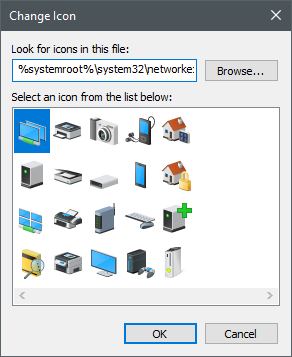 Change Icon
Look for icons in this file:
%systemroot%\system32\networke
Browse...
Select an icon from the list below:
OK
Cancel